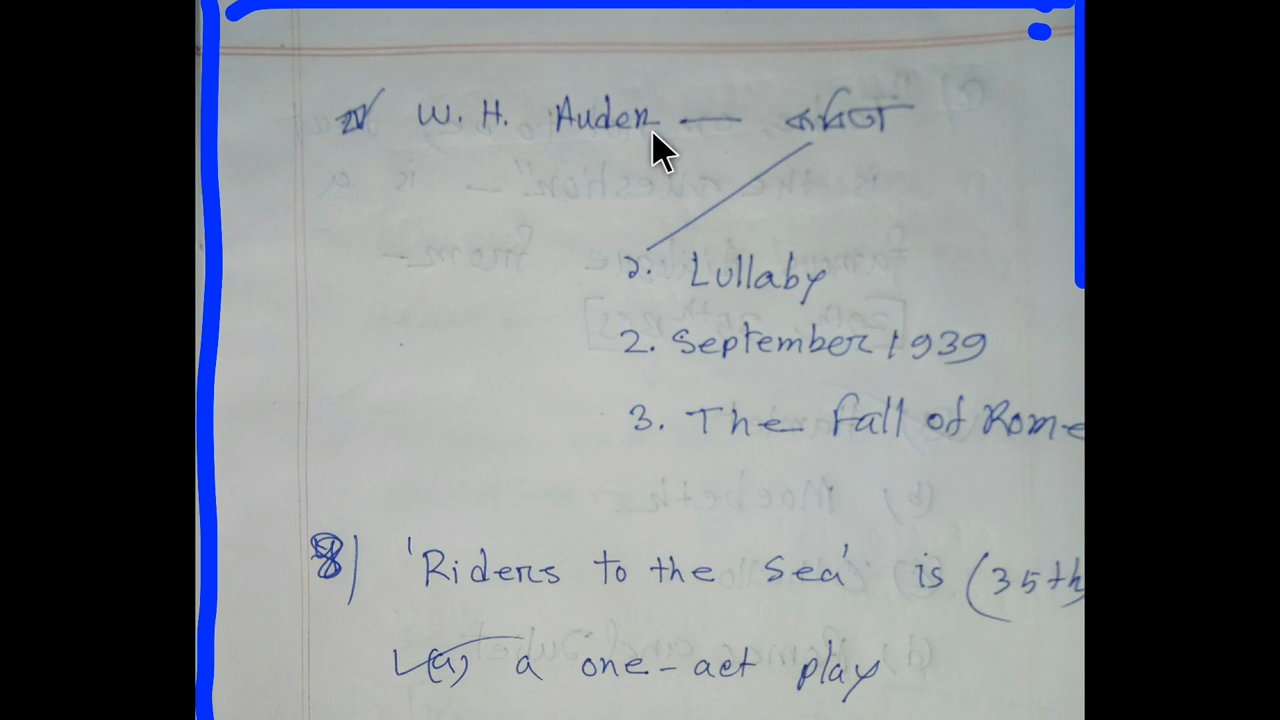 W. H. Auden — কবিতা
1. Lullaby
2. September 1939
3. The Fall of Rome
8) 'Riders to the Sea' is (35th
(a) a one-act play